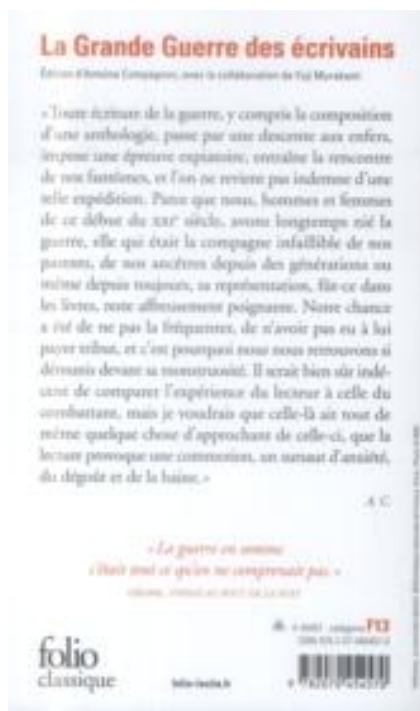 La Grande Guerre des écrivains
Édition d'Antoine Compagnon, avec la collaboration de Yuji Murakami
« Toute écriture de la guerre, y compris la composition
d'une anthologie, passe par une descente aux enfers,
impose une épreuve expiatoire, entraîne la rencontre
de nos fantômes, et l'on ne revient pas indemne d'une
telle expédition. Parce que nous, hommes et femmes
de ce début du XXIe siècle, avons longtemps nié la
guerre, elle qui était la compagne infaillible de nos
parents, de nos ancêtres depuis des générations ou
même depuis toujours, sa représentation, fût-ce dans
les livres, reste affreusement poignante. Notre chance
a été de ne pas la fréquenter, de n'avoir pas eu à lui
payer tribut, et c'est pourquoi nous nous retrouvons si
démunis devant sa monstruosité. Il serait bien sûr indé-
cent de comparer l'expérience du lecteur à celle du
combattant, mais je voudrais que celle-là ait tout de
même quelque chose d'approchant de celle-ci, que la
lecture provoque une commotion, un sursaut d'anxiété,
du dégoût et de la haine. »
A. C.
« La guerre en somme
c'était tout ce qu'on ne comprenait pas. »
CÉLINE, VOYAGE AU BOUT DE LA NUIT
folio
classique
folio-lesite.fr
catégorie F13